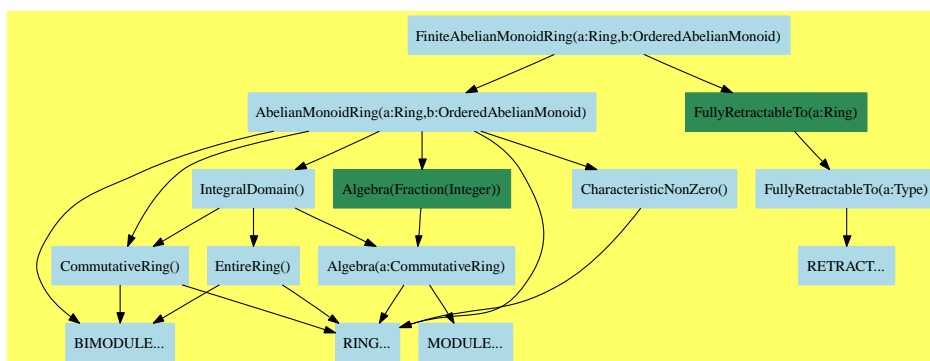 FiniteAbelianMonoidRing(a:Ring,b:OrderedAbelianMonoid)
AbelianMonoidRing(a:Ring,b:OrderedAbelianMonoid)
FullyRetractableTo(a:Ring)
IntegralDomain()
Algebra(Fraction(Integer))
CharacteristicNonZero()
FullyRetractableTo(a:Type)
CommutativeRing()
EntireRing()
Algebra(a:CommutativeRing)
RETRACT...
BIMODULE...
RING...
MODULE...